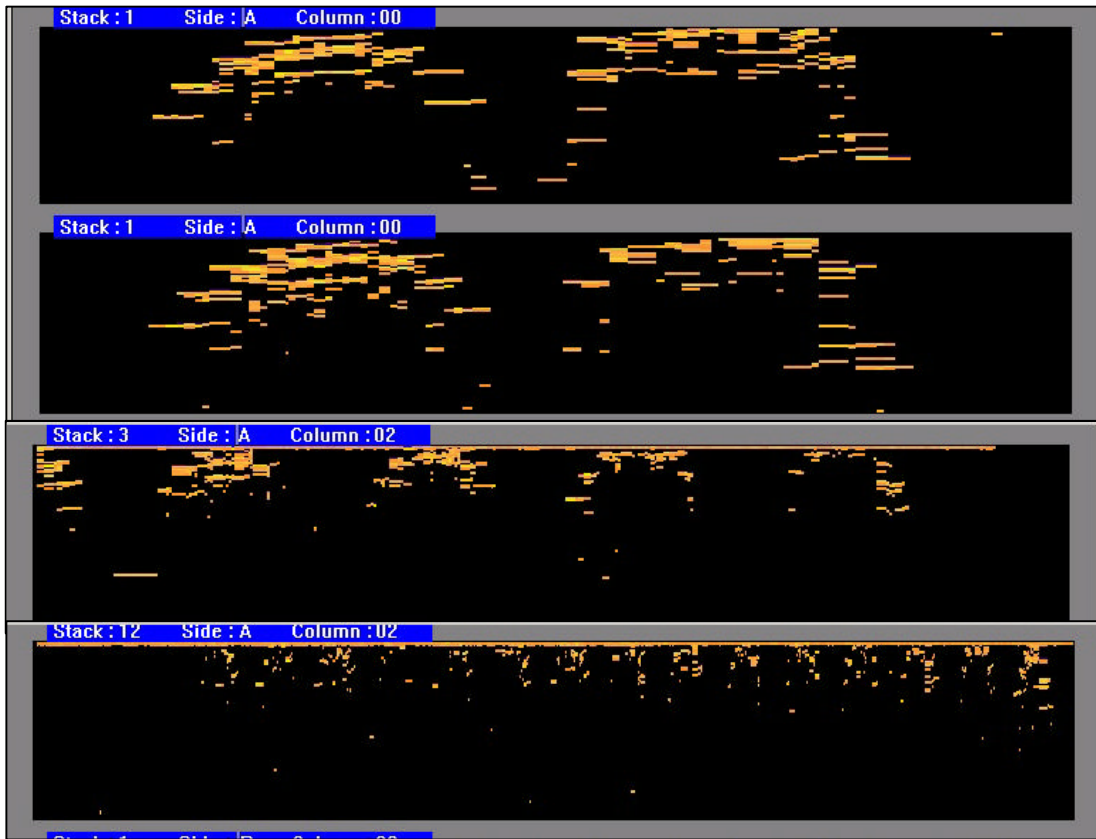 Stack : 1 Side : A Column : 00
Stack : 1 Side : A Column : 00
Stack : 3 Side : A Column : 02
Stack : 12 Side : A Column : 02